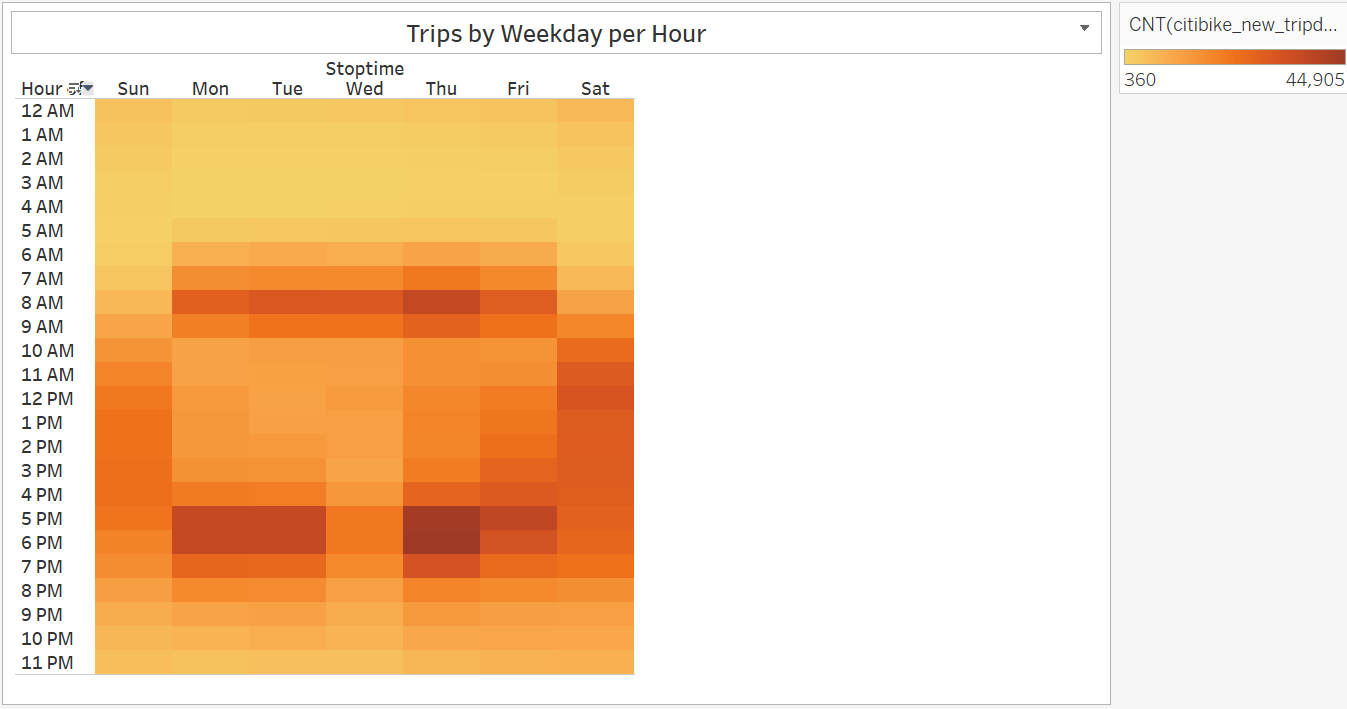 Trips by Weekday per Hour
CNT(citibike_new_tripd...
360 44,905
Stoptime
Hour Sun Mon Tue Wed Thu Fri Sat
12 AM
1 AM
2 AM
3 AM
4 AM
5 AM
6 AM
7 AM
8 AM
9 AM
10 AM
11 AM
12 PM
1 PM
2 PM
3 PM
4 PM
5 PM
6 PM
7 PM
8 PM
9 PM
10 PM
11 PM